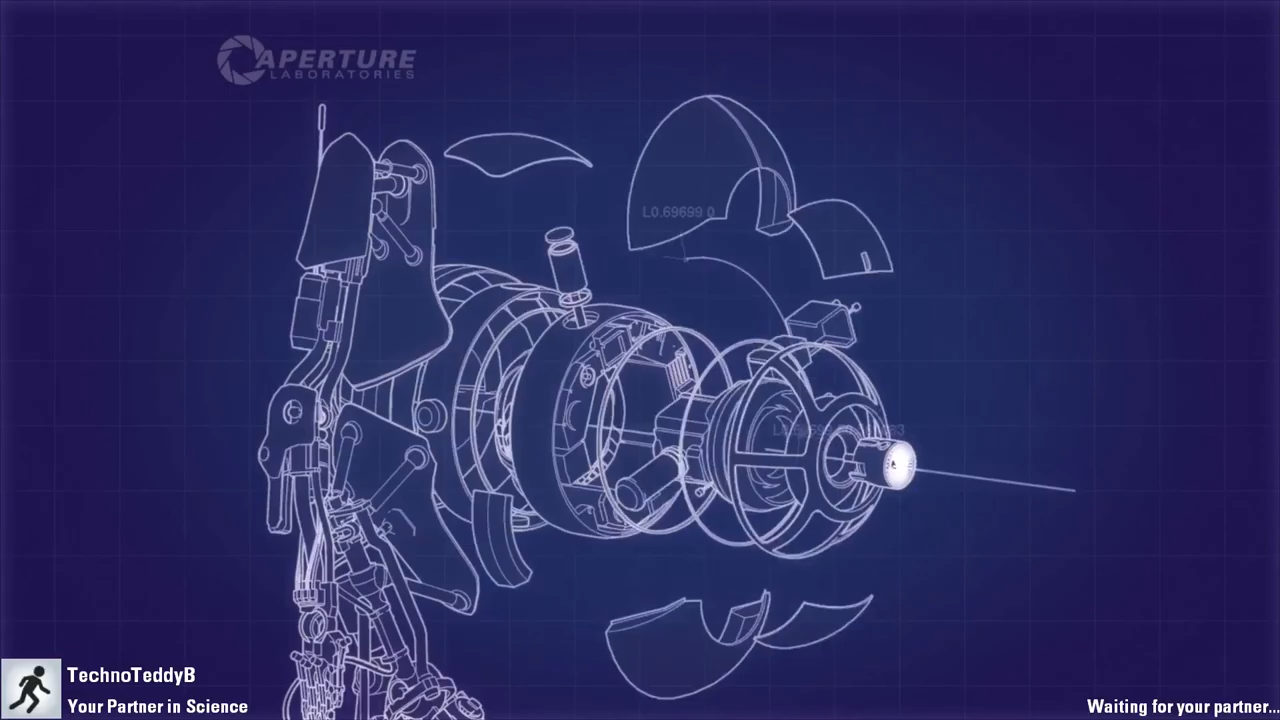 APERTURE
LABORATORIES
L0.69699 0
TechnoTeddyB
Your Partner in Science
Waiting for your partner...